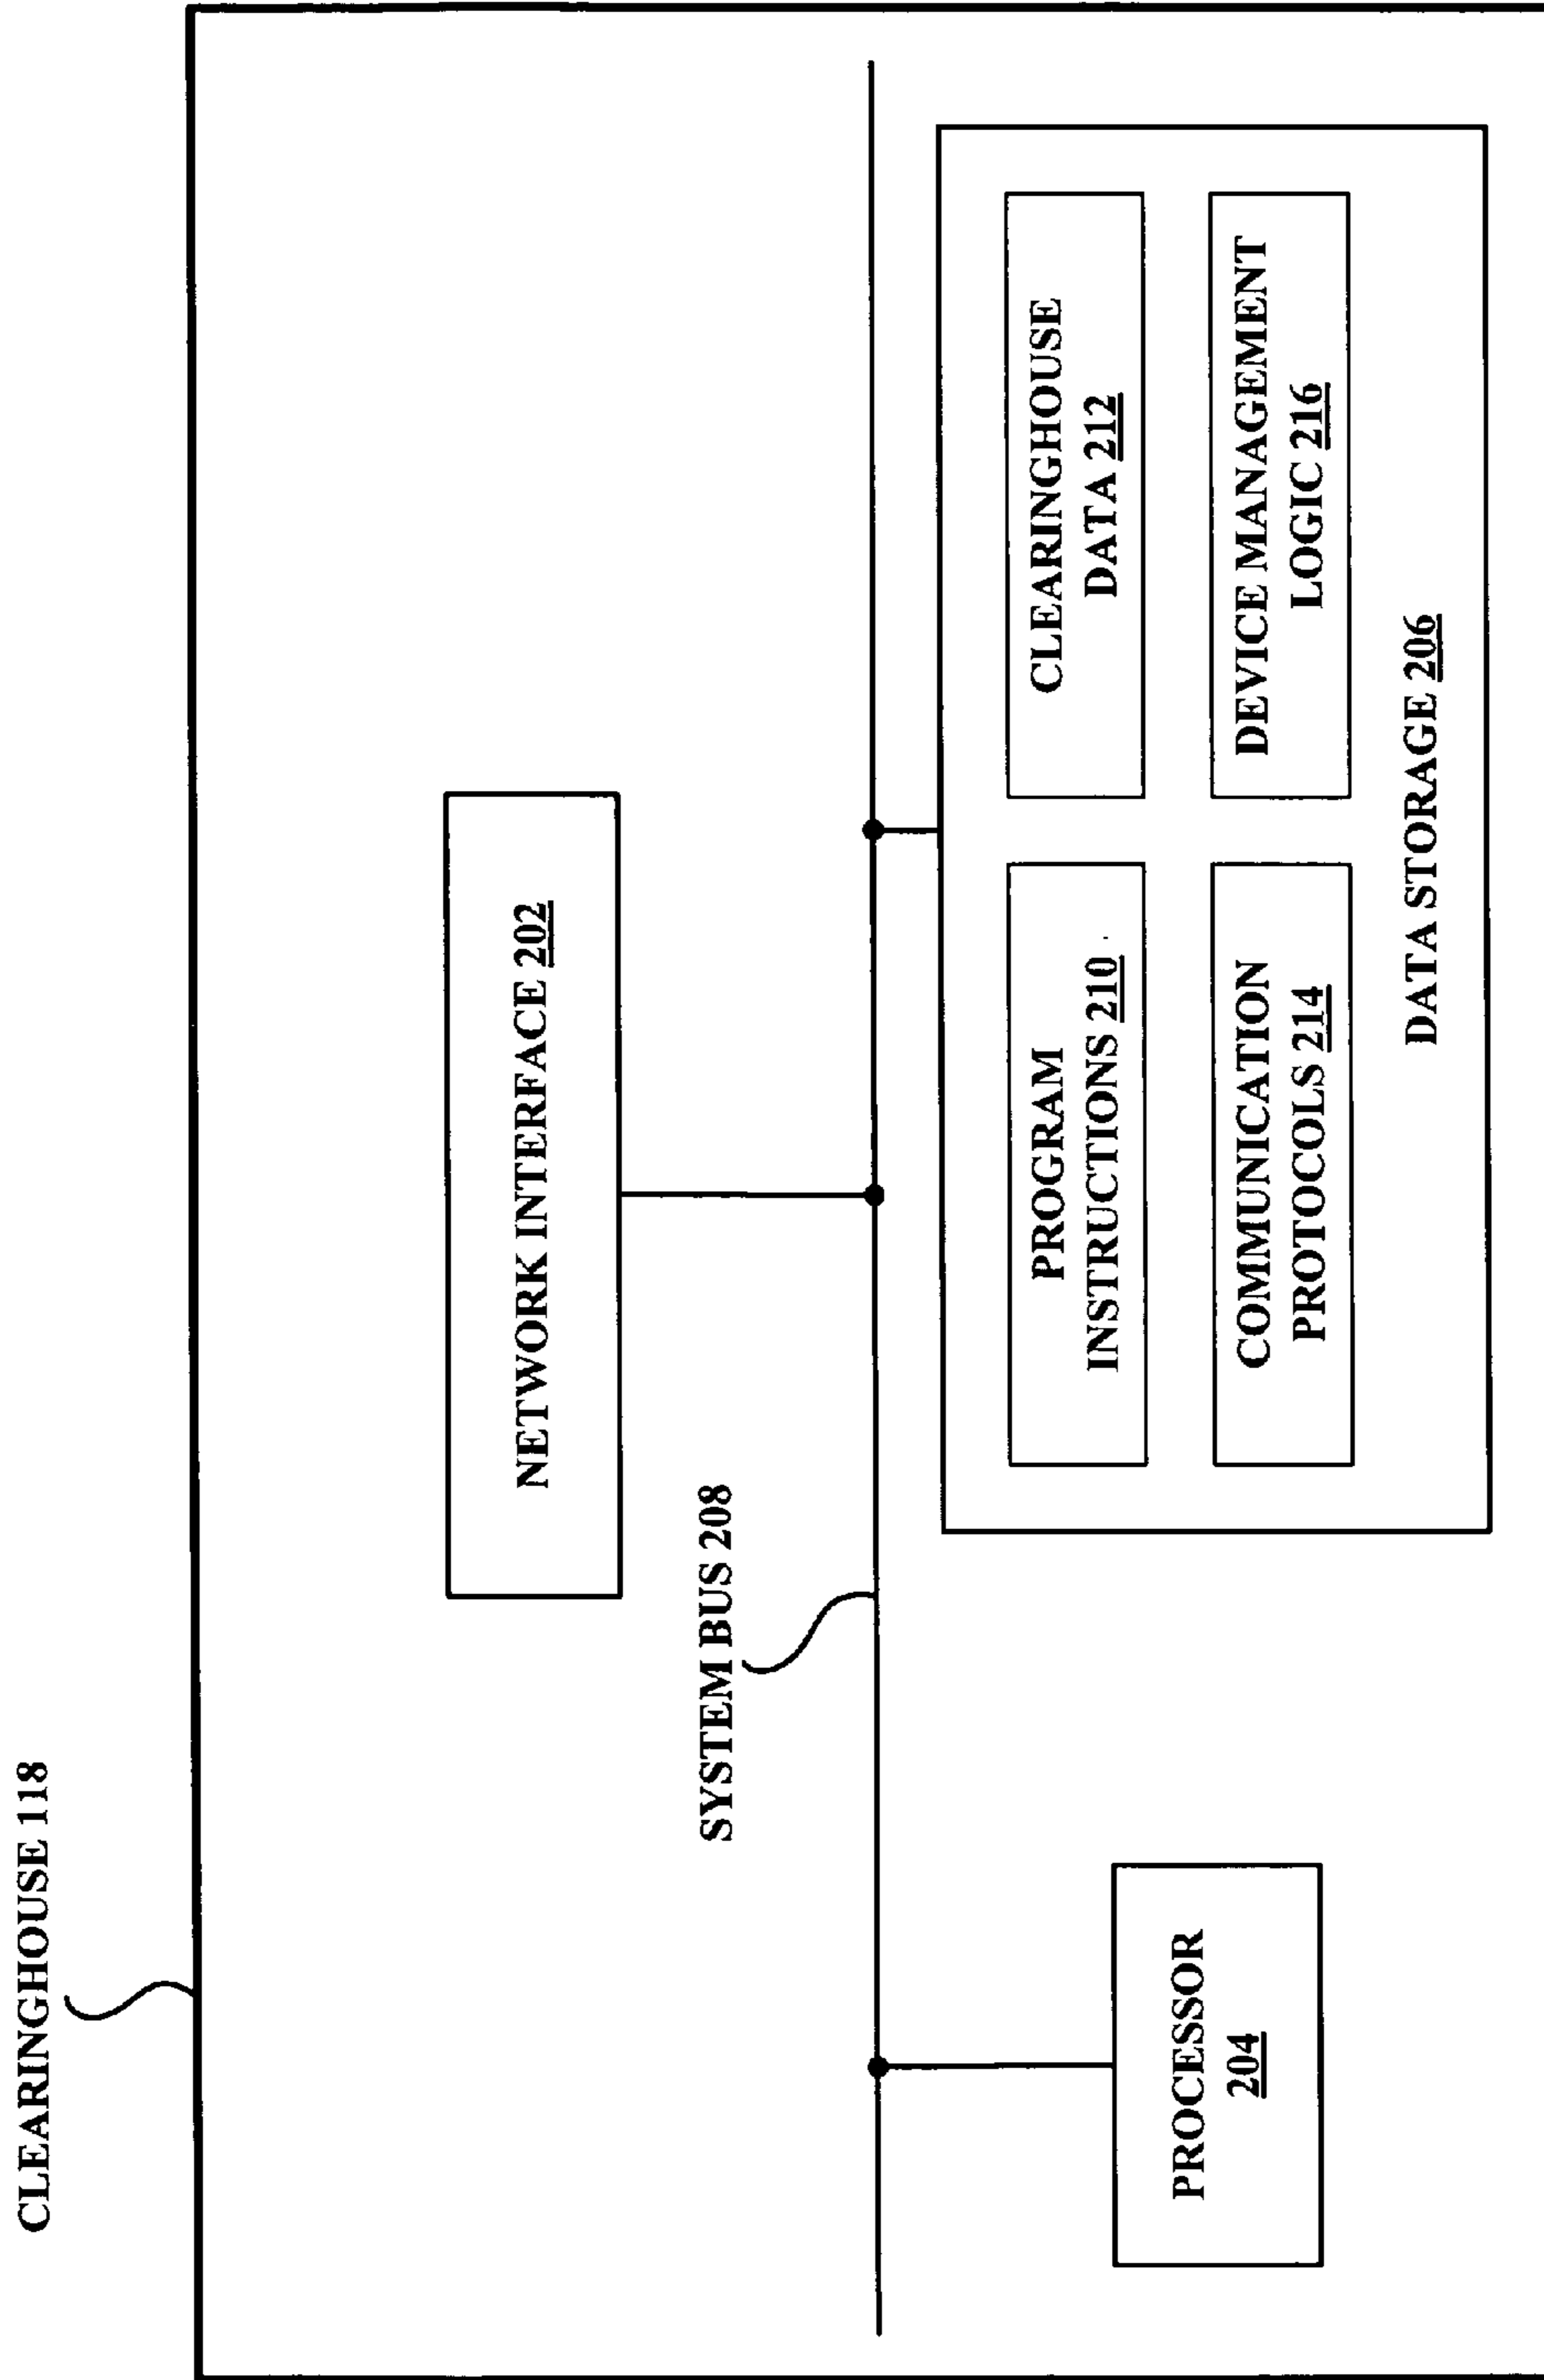 CLEARINGHOUSE 118
NETWORK INTERFACE 202
SYSTEM BUS 208
PROCESSOR
204
PROGRAM
INSTRUCTIONS 210
CLEARINGHOUSE
DATA 212
COMMUNICATION
PROTOCOLS 214
DEVICE MANAGEMENT
LOGIC 216
DATA STORAGE 206